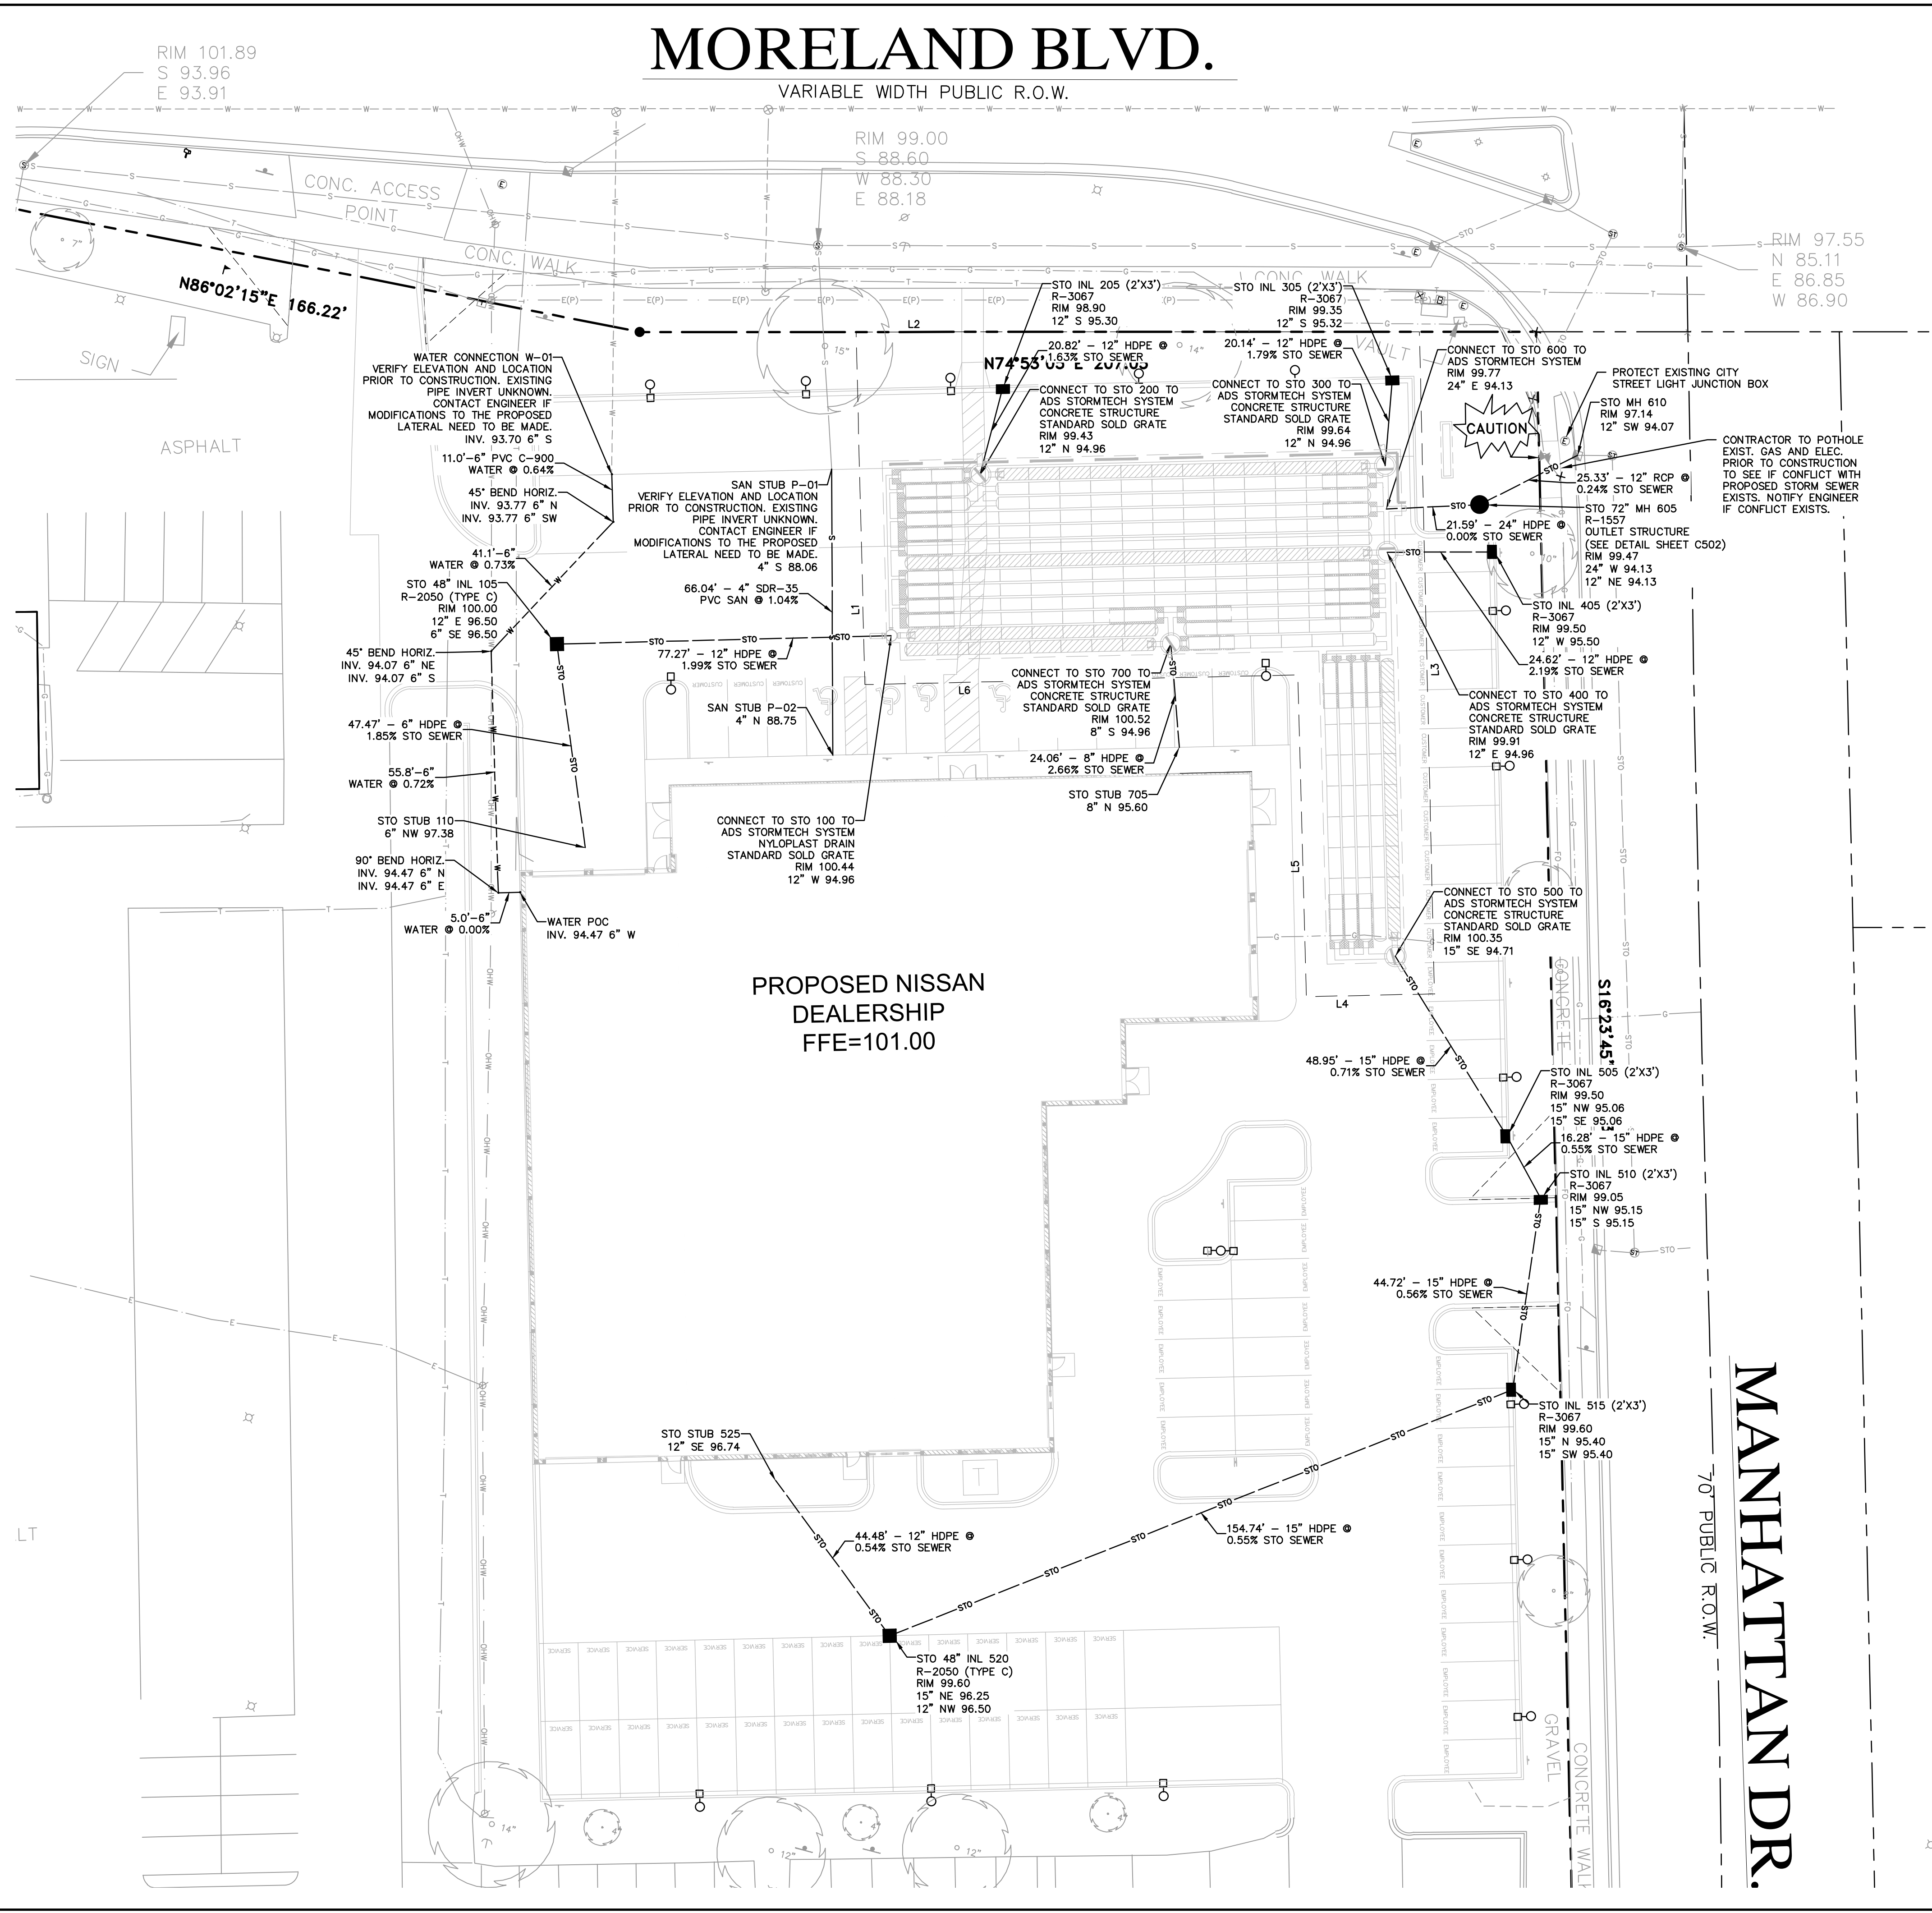 MORELAND BLVD.
VARIABLE WIDTH PUBLIC R.O.W.
RIM 101.89
S 93.96
E 93.91
RIM 99.00
S 88.60
W 88.30
E 88.18
RIM 97.55
N 85.11
E 86.85
W 86.90
CONC. ACCESS
POINT
CONC. WALK
CONC. WALK
7"
15"
14"
N86°02'15"E 166.22'
L2
N74°53'05"E 207.05'
SIGN
ASPHALT
VAULT
WATER CONNECTION W-01
VERIFY ELEVATION AND LOCATION
PRIOR TO CONSTRUCTION. EXISTING
PIPE INVERT UNKNOWN.
CONTACT ENGINEER IF
MODIFICATIONS TO THE PROPOSED
LATERAL NEED TO BE MADE.
INV. 93.70 6" S
11.0'-6" PVC C-900
WATER @ 0.64%
45° BEND HORIZ.
INV. 93.77 6" N
INV. 93.77 6" SW
41.1'-6"
WATER @ 0.73%
STO 48" INL 105
R-2050 (TYPE C)
RIM 100.00
12" E 96.50
6" SE 96.50
45° BEND HORIZ.
INV. 94.07 6" NE
INV. 94.07 6" S
47.47' - 6" HDPE @
1.85% STO SEWER
55.8'-6"
WATER @ 0.72%
STO STUB 110
6" NW 97.38
90° BEND HORIZ.
INV. 94.47 6" N
INV. 94.47 6" E
5.0'-6"
WATER @ 0.00%
WATER POC
INV. 94.47 6" W
SAN STUB P-01
VERIFY ELEVATION AND LOCATION
PRIOR TO CONSTRUCTION. EXISTING
PIPE INVERT UNKNOWN.
CONTACT ENGINEER IF
MODIFICATIONS TO THE PROPOSED
LATERAL NEED TO BE MADE.
4" S 88.06
66.04' - 4" SDR-35
PVC SAN @ 1.04%
77.27' - 12" HDPE @
1.99% STO SEWER
SAN STUB P-02
4" N 88.75
CONNECT TO STO 100 TO
ADS STORMTECH SYSTEM
NYLOPLAST DRAIN
STANDARD SOLD GRATE
RIM 100.44
12" W 94.96
STO INL 205 (2'X3')
R-3067
RIM 98.90
12" S 95.30
20.82' - 12" HDPE @
1.63% STO SEWER
CONNECT TO STO 200 TO
ADS STORMTECH SYSTEM
CONCRETE STRUCTURE
STANDARD SOLD GRATE
RIM 99.43
12" N 94.96
STO INL 305 (2'X3')
R-3067
RIM 99.35
12" S 95.32
20.14' - 12" HDPE @
1.79% STO SEWER
CONNECT TO STO 300 TO
ADS STORMTECH SYSTEM
CONCRETE STRUCTURE
STANDARD SOLD GRATE
RIM 99.64
12" N 94.96
CONNECT TO STO 600 TO
ADS STORMTECH SYSTEM
RIM 99.77
24" E 94.13
CAUTION
PROTECT EXISTING CITY
STREET LIGHT JUNCTION BOX
STO MH 610
RIM 97.14
12" SW 94.07
CONTRACTOR TO POTHOLE
EXIST. GAS AND ELEC.
PRIOR TO CONSTRUCTION
TO SEE IF CONFLICT WITH
PROPOSED STORM SEWER
EXISTS. NOTIFY ENGINEER
IF CONFLICT EXISTS.
25.33' - 12" RCP @
0.24% STO SEWER
STO 72" MH 605
R-1557
OUTLET STRUCTURE
(SEE DETAIL SHEET C502)
RIM 99.47
24" W 94.13
12" NE 94.13
21.59' - 24" HDPE @
0.00% STO SEWER
STO INL 405 (2'X3')
R-3067
RIM 99.50
12" W 95.50
24.62' - 12" HDPE @
2.19% STO SEWER
CONNECT TO STO 400 TO
ADS STORMTECH SYSTEM
CONCRETE STRUCTURE
STANDARD SOLD GRATE
RIM 99.91
12" E 94.96
CONNECT TO STO 700 TO
ADS STORMTECH SYSTEM
CONCRETE STRUCTURE
STANDARD SOLD GRATE
RIM 100.52
8" S 94.96
24.06' - 8" HDPE @
2.66% STO SEWER
STO STUB 705
8" N 95.60
L1
L6
L3
L5
L4
CONNECT TO STO 500 TO
ADS STORMTECH SYSTEM
CONCRETE STRUCTURE
STANDARD SOLD GRATE
RIM 100.35
15" SE 94.71
PROPOSED NISSAN
DEALERSHIP
FFE=101.00
48.95' - 15" HDPE @
0.71% STO SEWER
CONCRETE
S16°23'45"
STO INL 505 (2'X3')
R-3067
RIM 99.50
15" NW 95.06
15" SE 95.06
16.28' - 15" HDPE @
0.55% STO SEWER
STO INL 510 (2'X3')
R-3067
RIM 99.05
15" NW 95.15
15" S 95.15
44.72' - 15" HDPE @
0.56% STO SEWER
STO INL 515 (2'X3')
R-3067
RIM 99.60
15" N 95.40
15" SW 95.40
STO STUB 525
12" SE 96.74
44.48' - 12" HDPE @
0.54% STO SEWER
154.74' - 15" HDPE @
0.55% STO SEWER
STO 48" INL 520
R-2050 (TYPE C)
RIM 99.60
15" NE 96.25
12" NW 96.50
LT
14"
4"
12"
12"
4"
GRAVEL
CONCRETE WALK
70' PUBLIC R.O.W.
MANHATTAN DR.